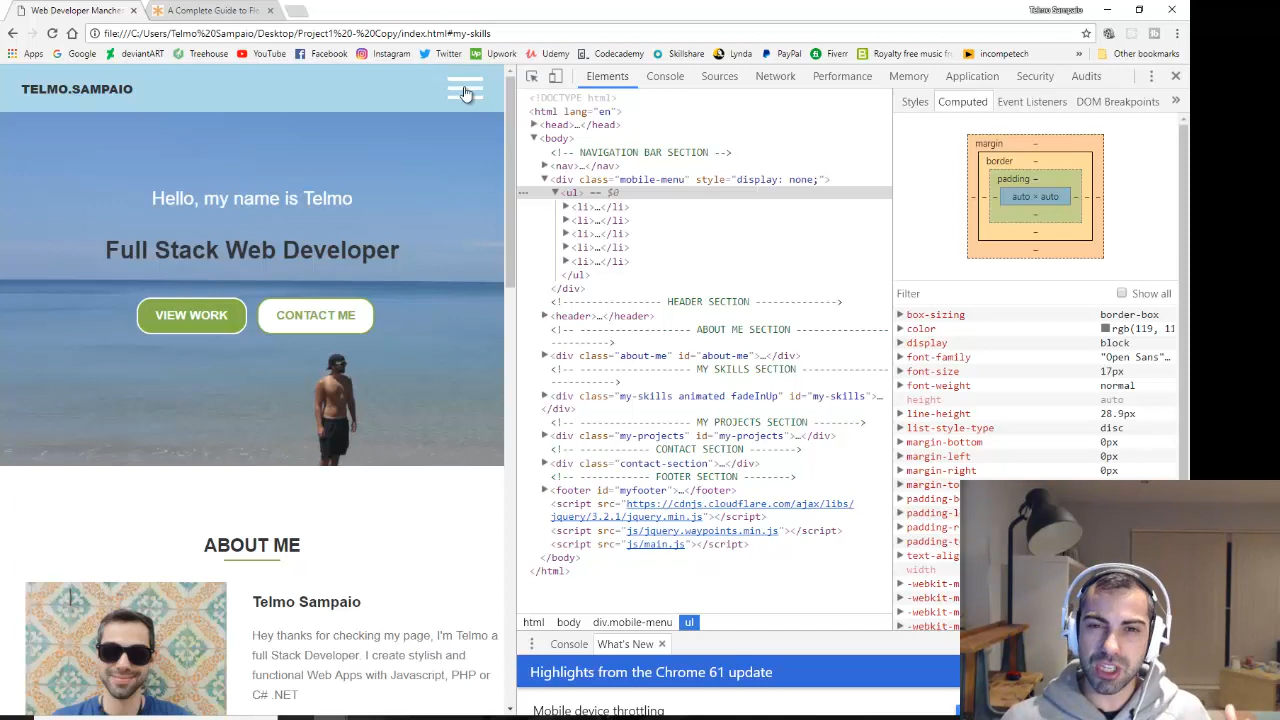 Web Developer Manches
A Complete Guide to Fle
Telmo Sampaio
file:///C:/Users/Telmo%20Sampaio/Desktop/Project1%20-%20Copy/index.html#my-skills
Apps
Google
deviantART
Treehouse
YouTube
Facebook
Instagram
Twitter
Upwork
Udemy
Codecademy
Skillshare
Lynda
PayPal
Fiverr
Royalty free music f
incompetech
Other bookmarks
TELMO.SAMPAIO
Hello, my name is Telmo
Full Stack Web Developer
VIEW WORK
CONTACT ME
ABOUT ME
Telmo Sampaio
Hey thanks for checking my page, I'm Telmo a
full Stack Developer. I create stylish and
functional Web Apps with Javascript, PHP or
C# .NET
Elements
Console
Sources
Network
Performance
Memory
Application
Security
Audits
<!DOCTYPE html>
<html lang="en">
<head>…</head>
<body>
<!-- NAVIGATION BAR SECTION -->
<nav>…</nav>
<div class="mobile-menu" style="display: none;">
<ul> == $0
<li>…</li>
<li>…</li>
<li>…</li>
<li>…</li>
<li>…</li>
</ul>
</div>
<!---------------- HEADER SECTION -------------->
<header>…</header>
<!-------------------- ABOUT ME SECTION ----------------
---------->
<div class="about-me" id="about-me">…</div>
<!-------------------- MY SKILLS SECTION ----------------
----------->
<div class="my-skills animated fadeInUp" id="my-skills">…
</div>
<!---------------- MY PROJECTS SECTION -------->
<div class="my-projects" id="my-projects">…</div>
<!-------------- CONTACT SECTION -------->
<div class="contact-section">…</div>
<!-------------- FOOTER SECTION -------->
<footer id="myfooter">…</footer>
<script src="https://cdnjs.cloudflare.com/ajax/libs/
jquery/3.2.1/jquery.min.js"></script>
<script src="js/jquery.waypoints.min.js"></script>
<script src="js/main.js"></script>
</body>
</html>
html
body
div.mobile-menu
ul
Console
What's New
Highlights from the Chrome 61 update
Mobile device throttling
Styles
Computed
Event Listeners
DOM Breakpoints
margin
border
padding
auto × auto
Filter
Show all
box-sizing border-box
color rgb(119, 11
display block
font-family "Open Sans"…
font-size 17px
font-weight normal
height auto
line-height 28.9px
list-style-type disc
margin-bottom 0px
margin-left 0px
margin-right 0px
margin-to
padding-b
padding-l
padding-r
padding-t
text-alig
width
-webkit-m
-webkit-m
-webkit-m
-webkit-m